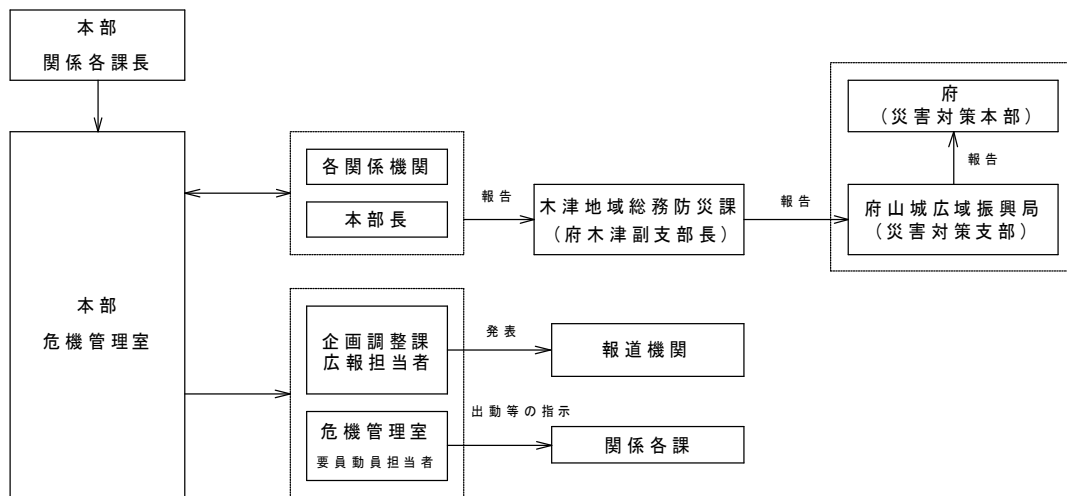 本部
関係各課長
本部
危機管理室
各関係機関
本部長
報告
木津地域総務防災課
（府木津副支部長）
報告
府
（災害対策本部）
報告
府山城広域振興局
（災害対策支部）
企画調整課
広報担当者
発表
報道機関
危機管理室
要員動員担当者
出動等の指示
関係各課